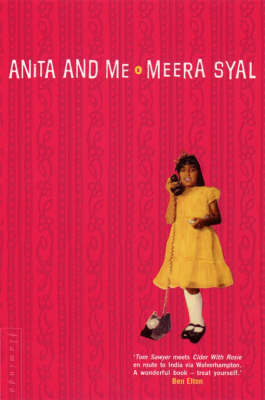 ANiTA AND ME o MEERA SYAL
'Tom Sawyer meets Cider With Rosie
en route to India via Wolverhampton.
A wonderful book – treat yourself.'
Ben Elton
flamingo